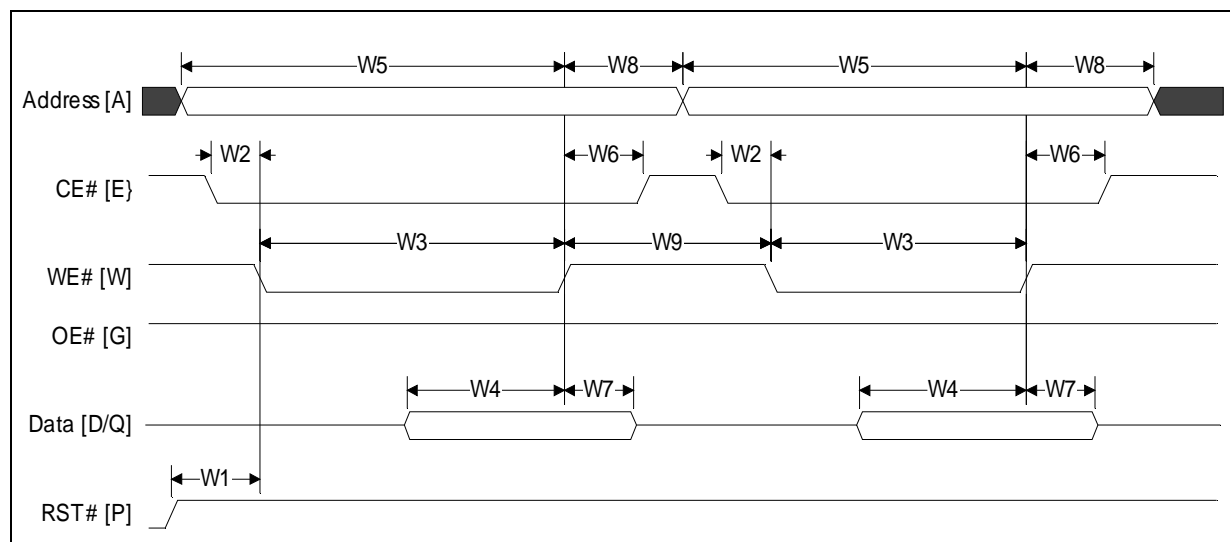 W5 W8 W5 W8
Address [A]
W2 W6 W2 W6
CE# [E}
W3 W9 W3
WE# [W]
OE# [G]
W4 W7 W4 W7
Data [D/Q]
W1
RST# [P]